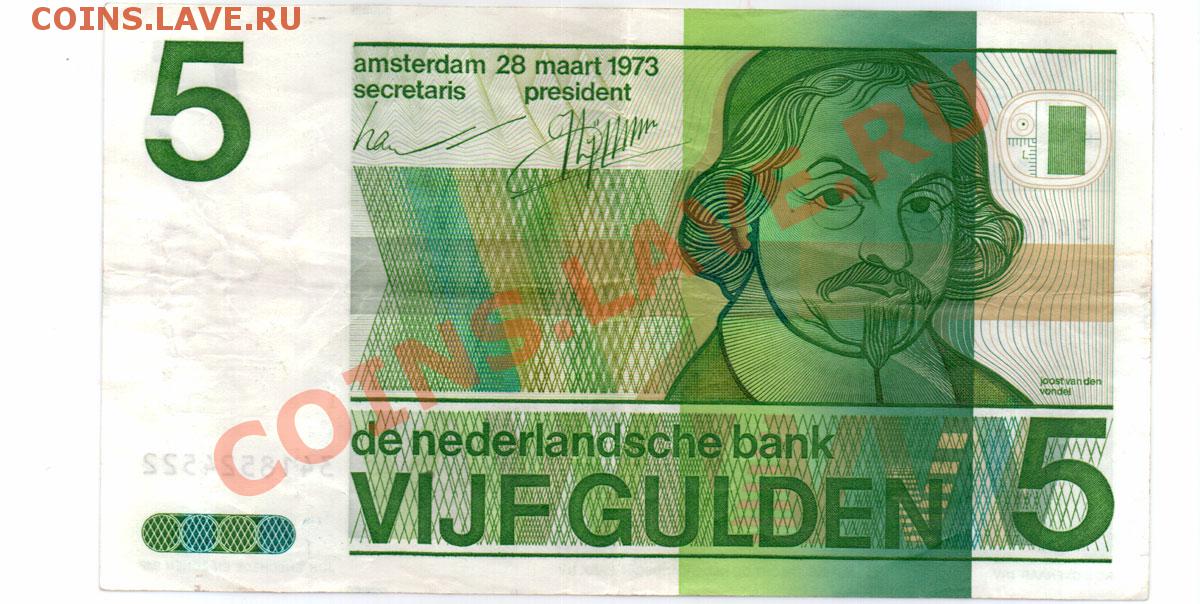 COINS.LAVE.RU
5
amsterdam 28 maart 1973
secretaris president
COINS.LAVE.RU
joost van den
vondel
de nederlandsche bank
VIJF GULDEN
5
3418524522